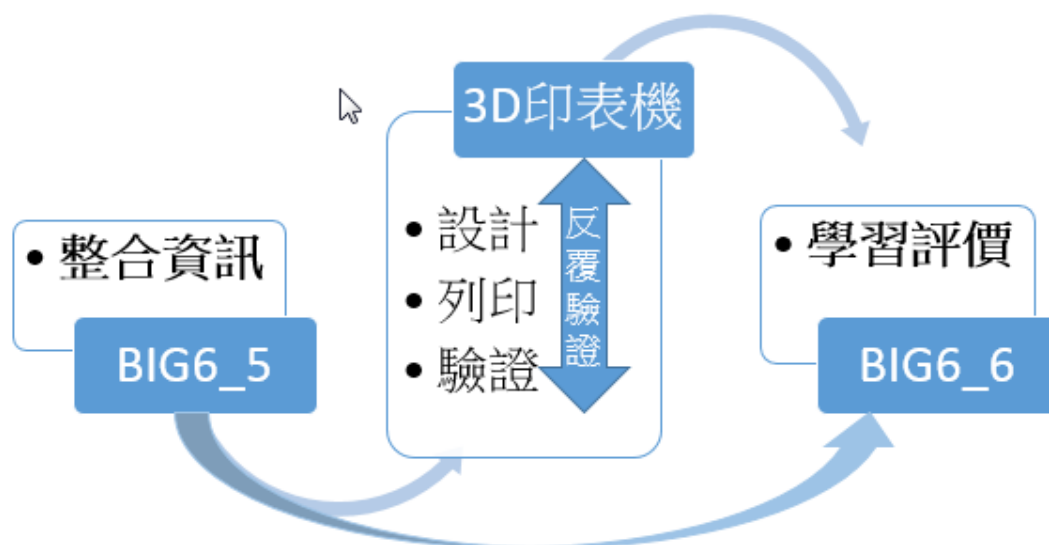 • 整合資訊
BIG6_5
3D印表機
• 設計
• 列印
• 驗證
反覆驗證
• 學習評價
BIG6_6